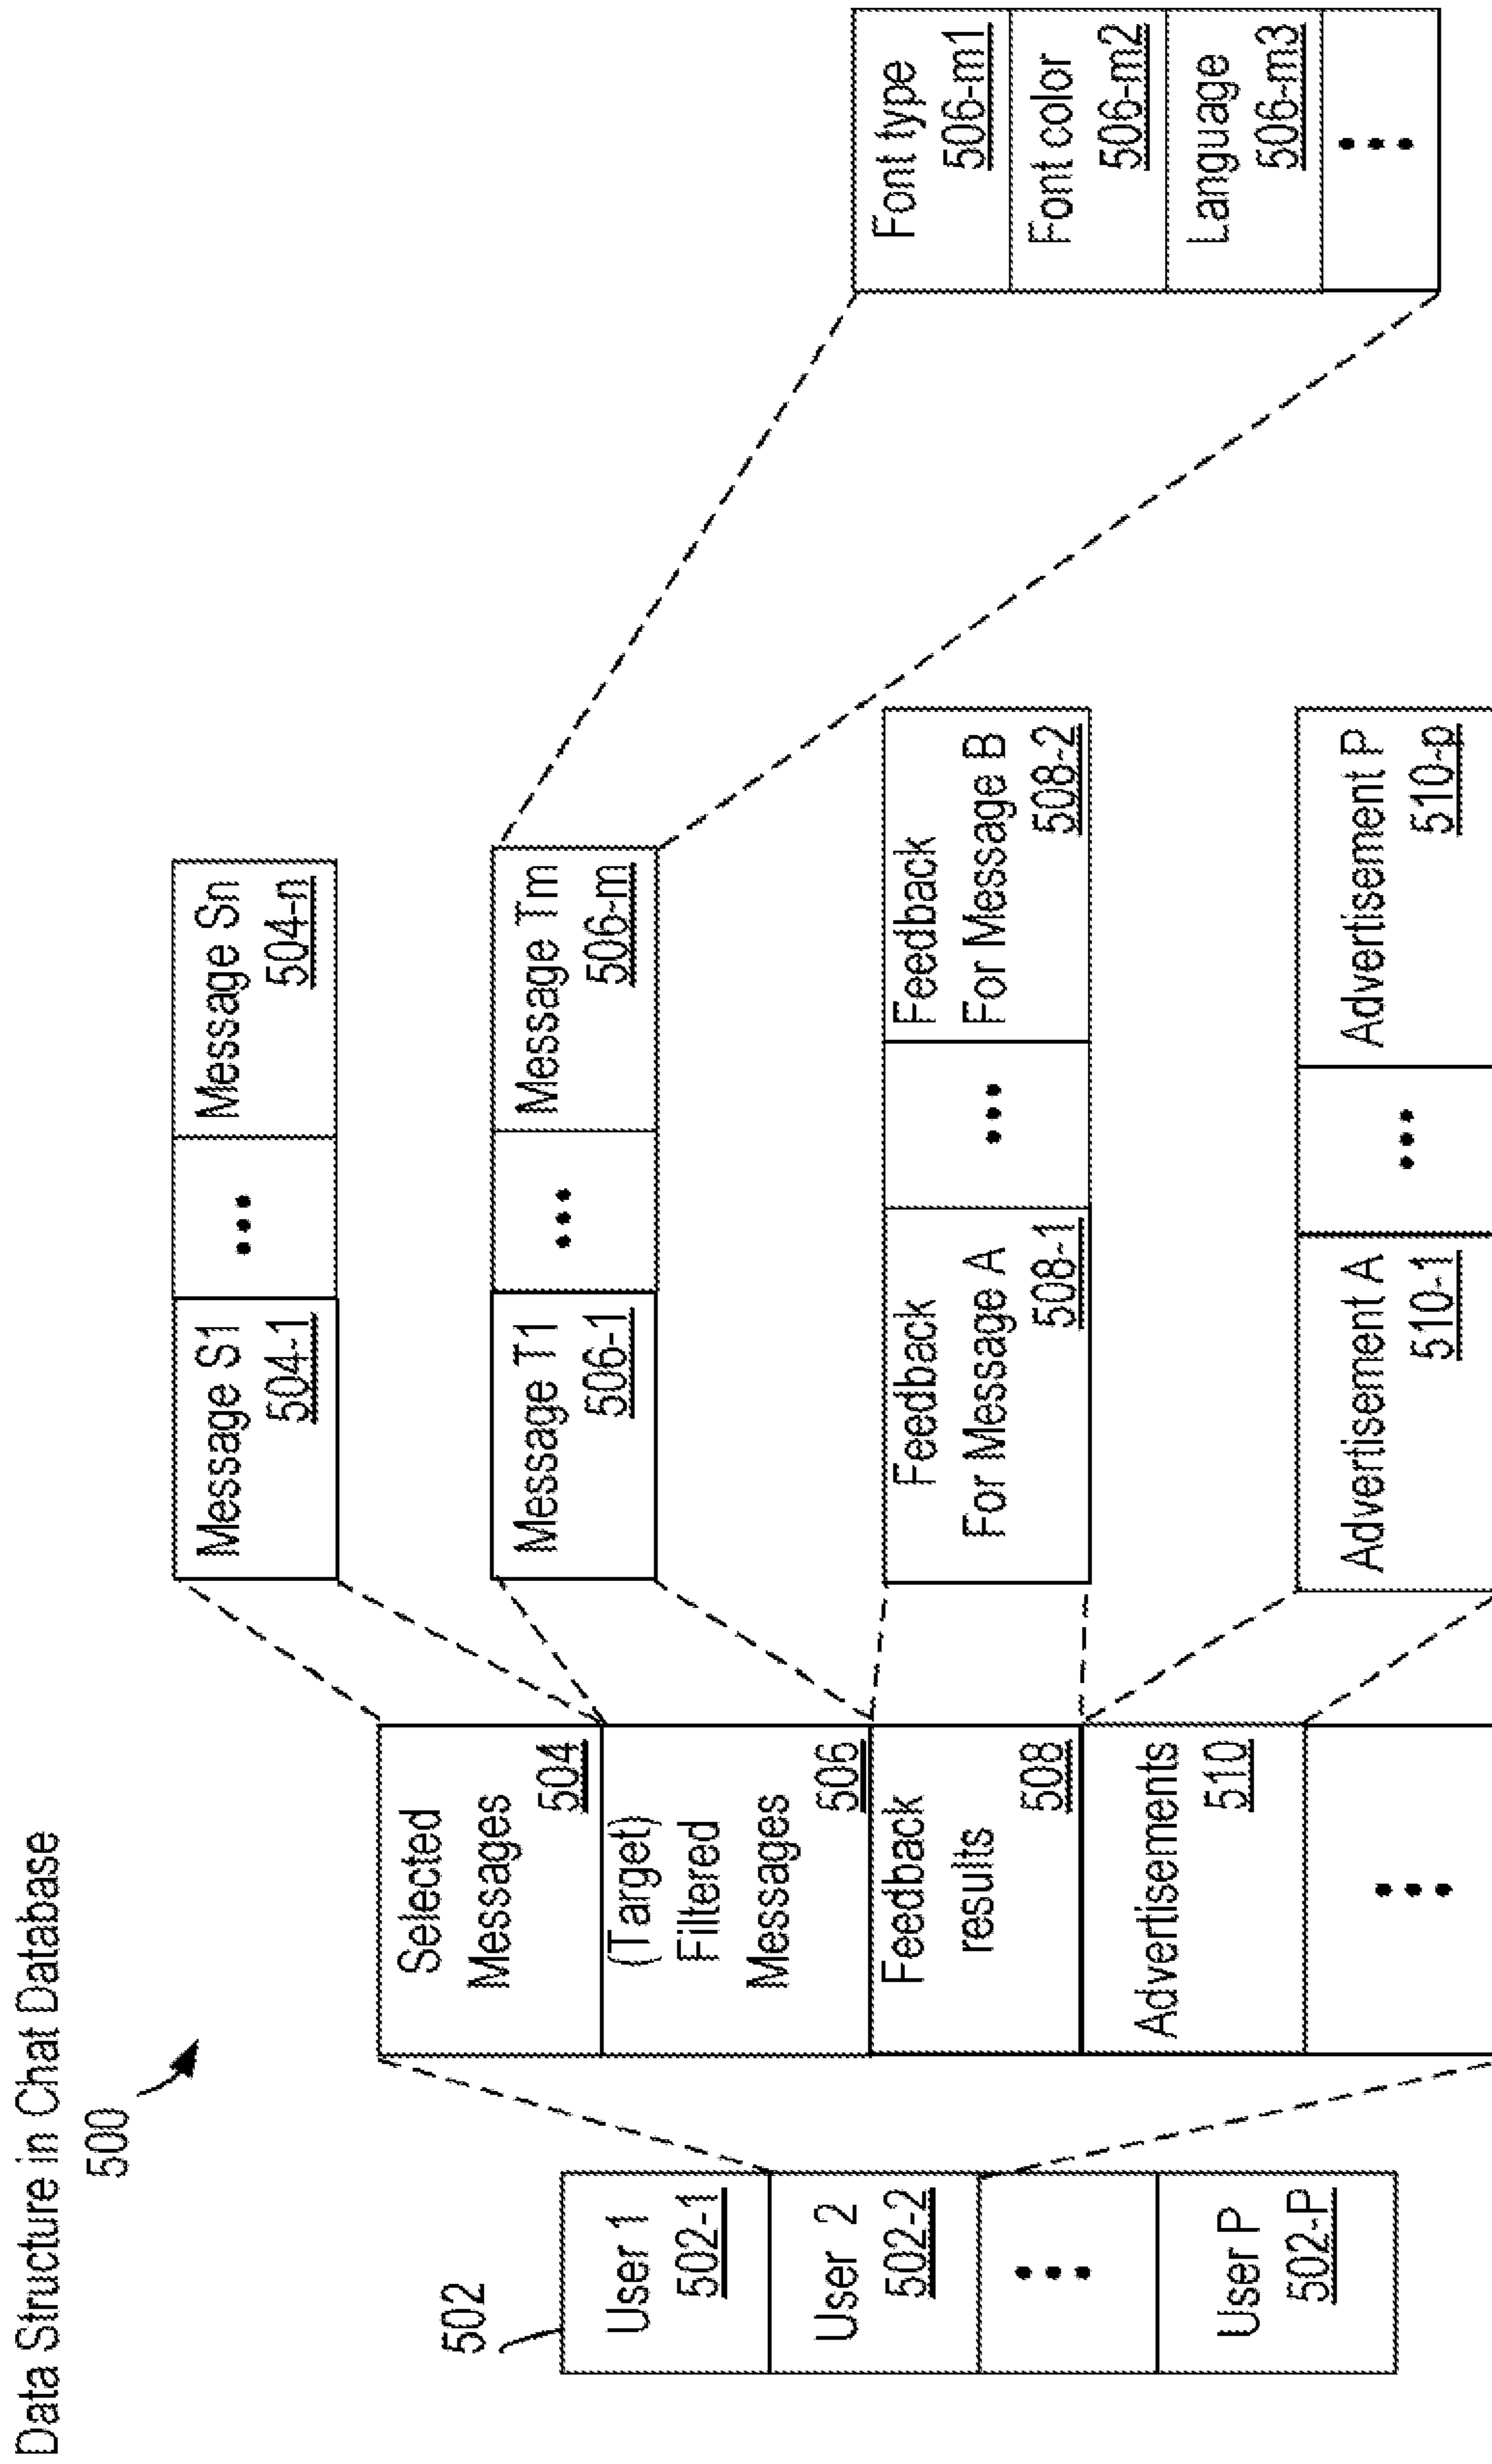 Data Structure in Chat Database
500
502
User 1
502-1
User 2
502-2
User P
502-P
Selected
Messages
504
(Target)
Filtered
Messages
506
Feedback
results
508
Advertisements
510
Message S1
504-1
•••
Message Sn
504-n
Message T1
506-1
•••
Message Tm
506-m
Feedback
For Message A
508-1
•••
Feedback
For Message B
508-2
Advertisement A
510-1
•••
Advertisement P
510-p
Font type
506-m1
Font color
506-m2
Language
506-m3